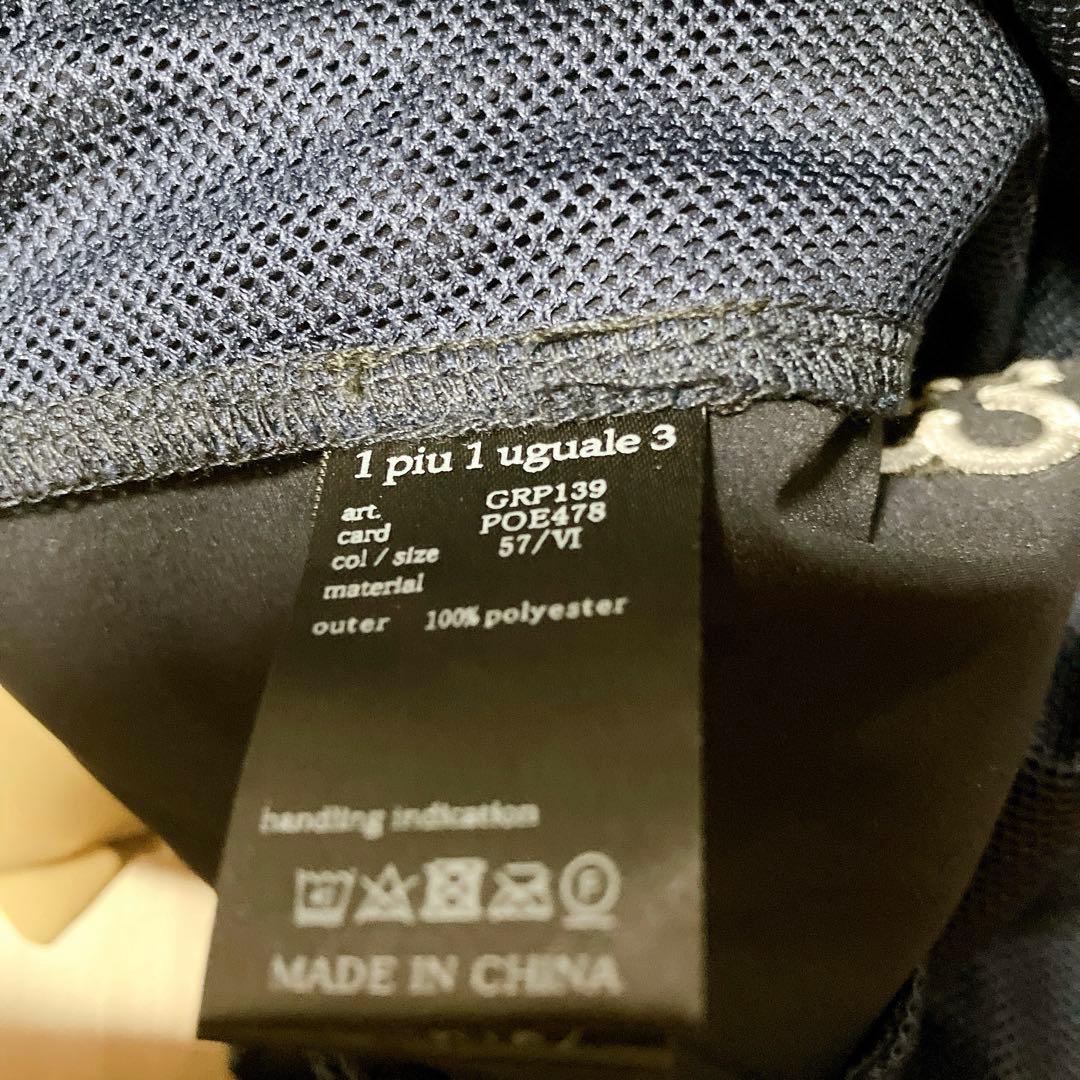 1 piu 1 uguale 3
art. GRP139
card POE478
col / size 57/VI
material
outer 100% polyester
handling indication
MADE IN CHINA